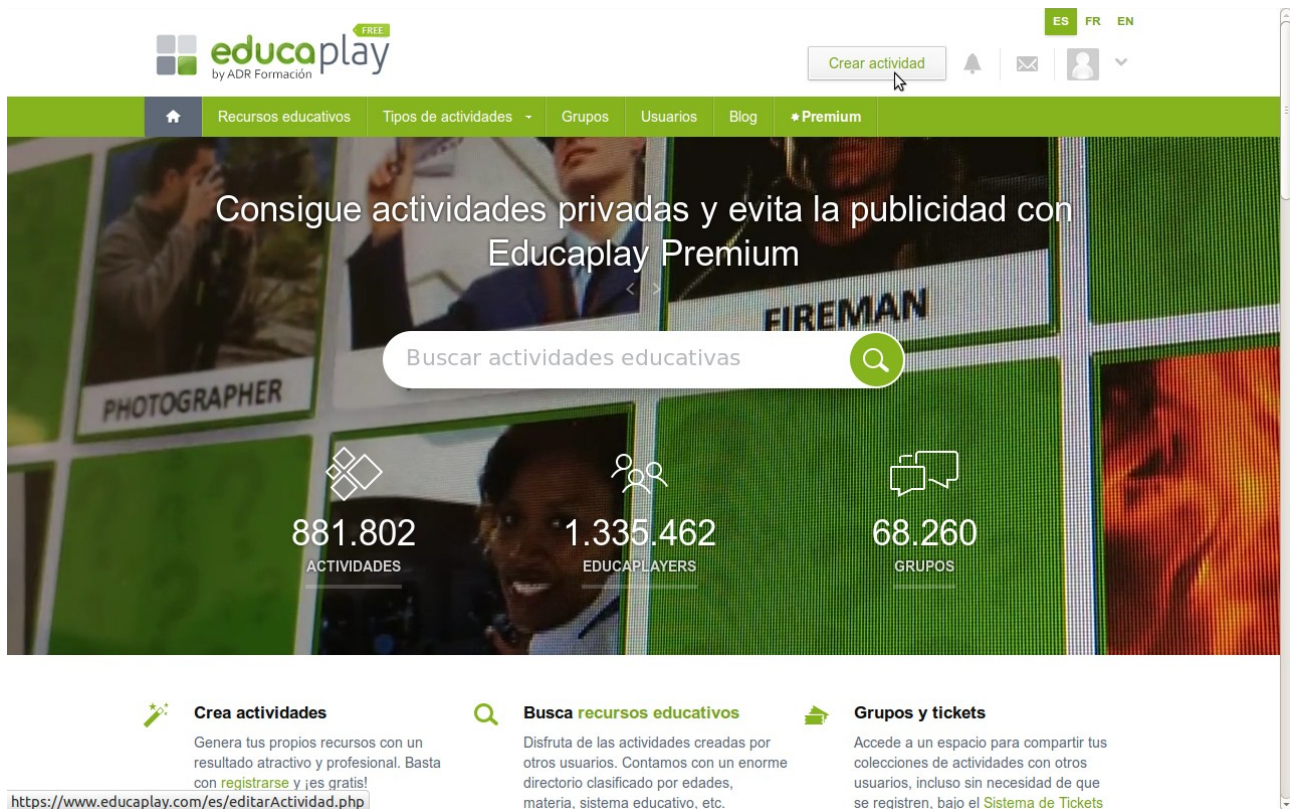 ES FR EN
FREE
educaplay
by ADR Formación
Crear actividad
Recursos educativos Tipos de actividades Grupos Usuarios Blog Premium
Consigue actividades privadas y evita la publicidad con
Educaplay Premium
< >
FIREMAN
Buscar actividades educativas
PHOTOGRAPHER
881.802 1.335.462 68.260
ACTIVIDADES EDUCAPLAYERS GRUPOS
Crea actividades
Genera tus propios recursos con un
resultado atractivo y profesional. Basta
con registrarse y ¡es gratis!
Busca recursos educativos
Disfruta de las actividades creadas por
otros usuarios. Contamos con un enorme
directorio clasificado por edades,
materia, sistema educativo, etc.
Grupos y tickets
Accede a un espacio para compartir tus
colecciones de actividades con otros
usuarios, incluso sin necesidad de que
se registren, bajo el Sistema de Tickets
https://www.educaplay.com/es/editarActividad.php